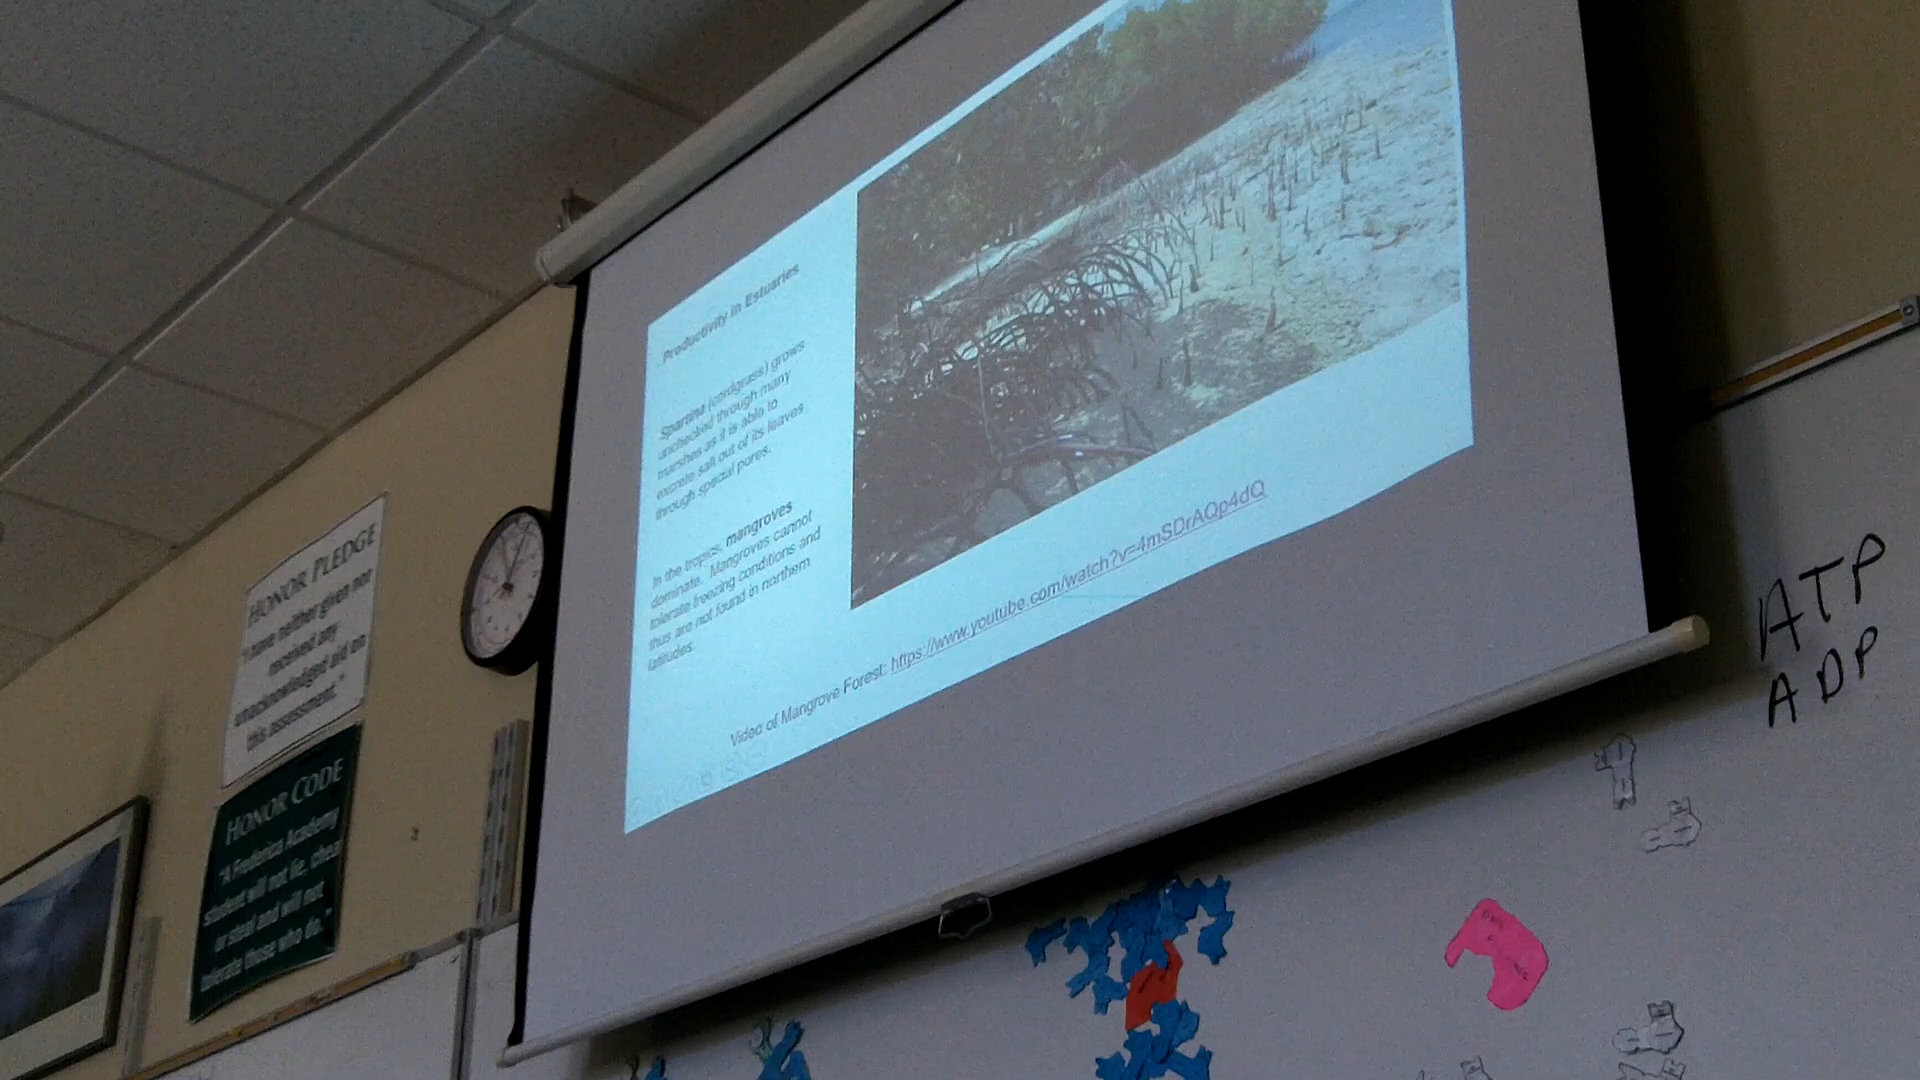 Productivity in Estuaries
Spartina (cordgrass) grows
unchecked through many
marshes as it is able to
excrete salt out of its leaves
through special pores.
In the tropics, mangroves
dominate. Mangroves cannot
tolerate freezing conditions and
thus are not found in northern
latitudes.
Video of Mangrove Forest: https://www.youtube.com/watch?v=4mSDrAQp4dQ
HONOR PLEDGE
"I have neither given nor
received any
unacknowledged aid on
this assessment."
HONOR CODE
"A Frederica Academy
student will not lie, cheat
or steal and will not
tolerate those who do."
ATP
ADP